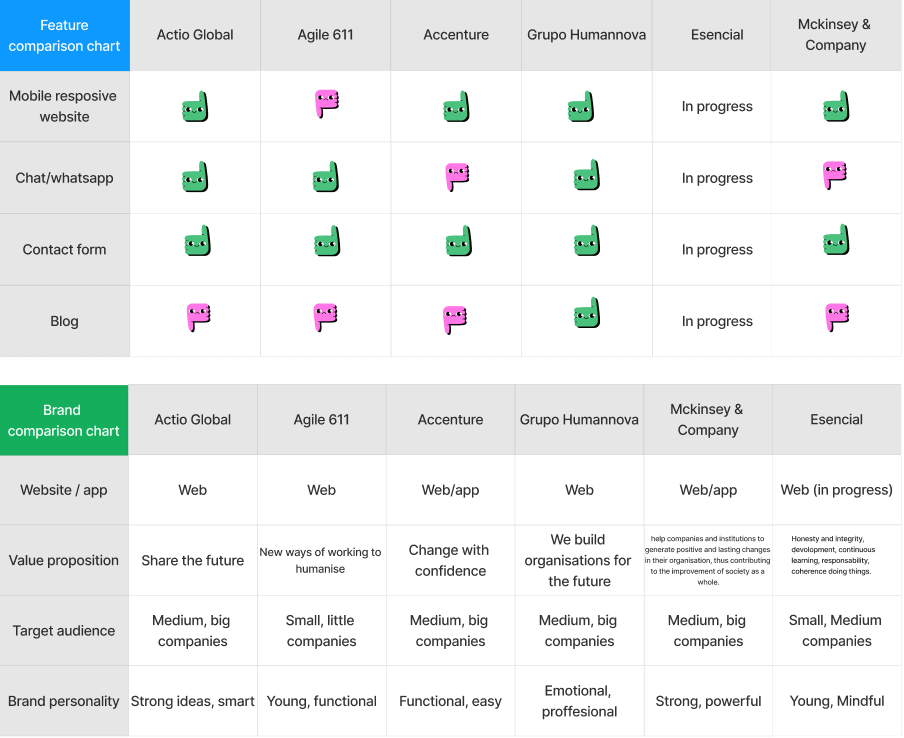 Feature
comparison chart
Actio Global
Agile 611
Accenture
Grupo Humannova
Esencial
Mckinsey &
Company
Mobile resposive
website
In progress
Chat/whatsapp
In progress
Contact form
In progress
Blog
In progress
Brand
comparison chart
Actio Global
Agile 611
Accenture
Grupo Humannova
Mckinsey &
Company
Esencial
Website / app
Web
Web
Web/app
Web
Web/app
Web (in progress)
Value proposition
Share the future
New ways of working to
humanise
Change with
confidence
We build
organisations for
the future
help companies and institutions to
generate positive and lasting changes
in their organisation, thus contributing
to the improvement of society as a
whole.
Honesty and integrity,
devolopment, continuous
learning, responsability,
coherence doing things.
Target audience
Medium, big
companies
Small, little
companies
Medium, big
companies
Medium, big
companies
Medium, big
companies
Small, Medium
companies
Brand personality
Strong ideas, smart
Young, functional
Functional, easy
Emotional,
proffesional
Strong, powerful
Young, Mindful